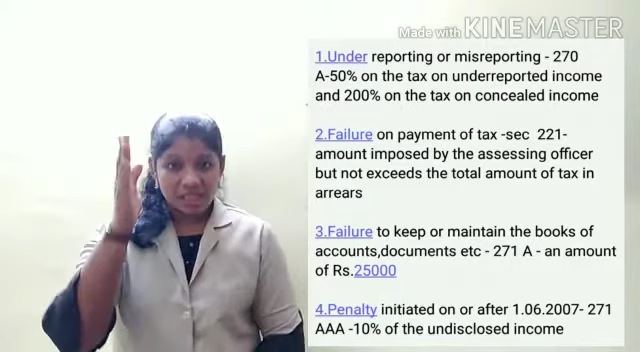 Made with KINEMASTER
1.Under reporting or misreporting - 270
A-50% on the tax on underreported income
and 200% on the tax on concealed income
2.Failure on payment of tax -sec 221-
amount imposed by the assessing officer
but not exceeds the total amount of tax in
arrears
3.Failure to keep or maintain the books of
accounts,documents etc - 271 A - an amount
of Rs.25000
4.Penalty initiated on or after 1.06.2007- 271
AAA -10% of the undisclosed income